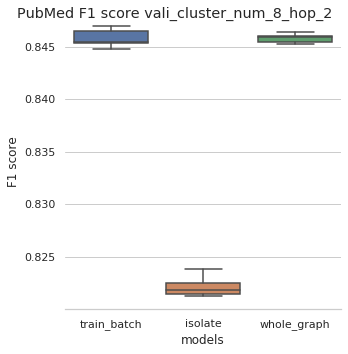 PubMed F1 score vali_cluster_num_8_hop_2
0.845
0.840
0.835
0.830
0.825
F1 score
train_batch isolate whole_graph
models